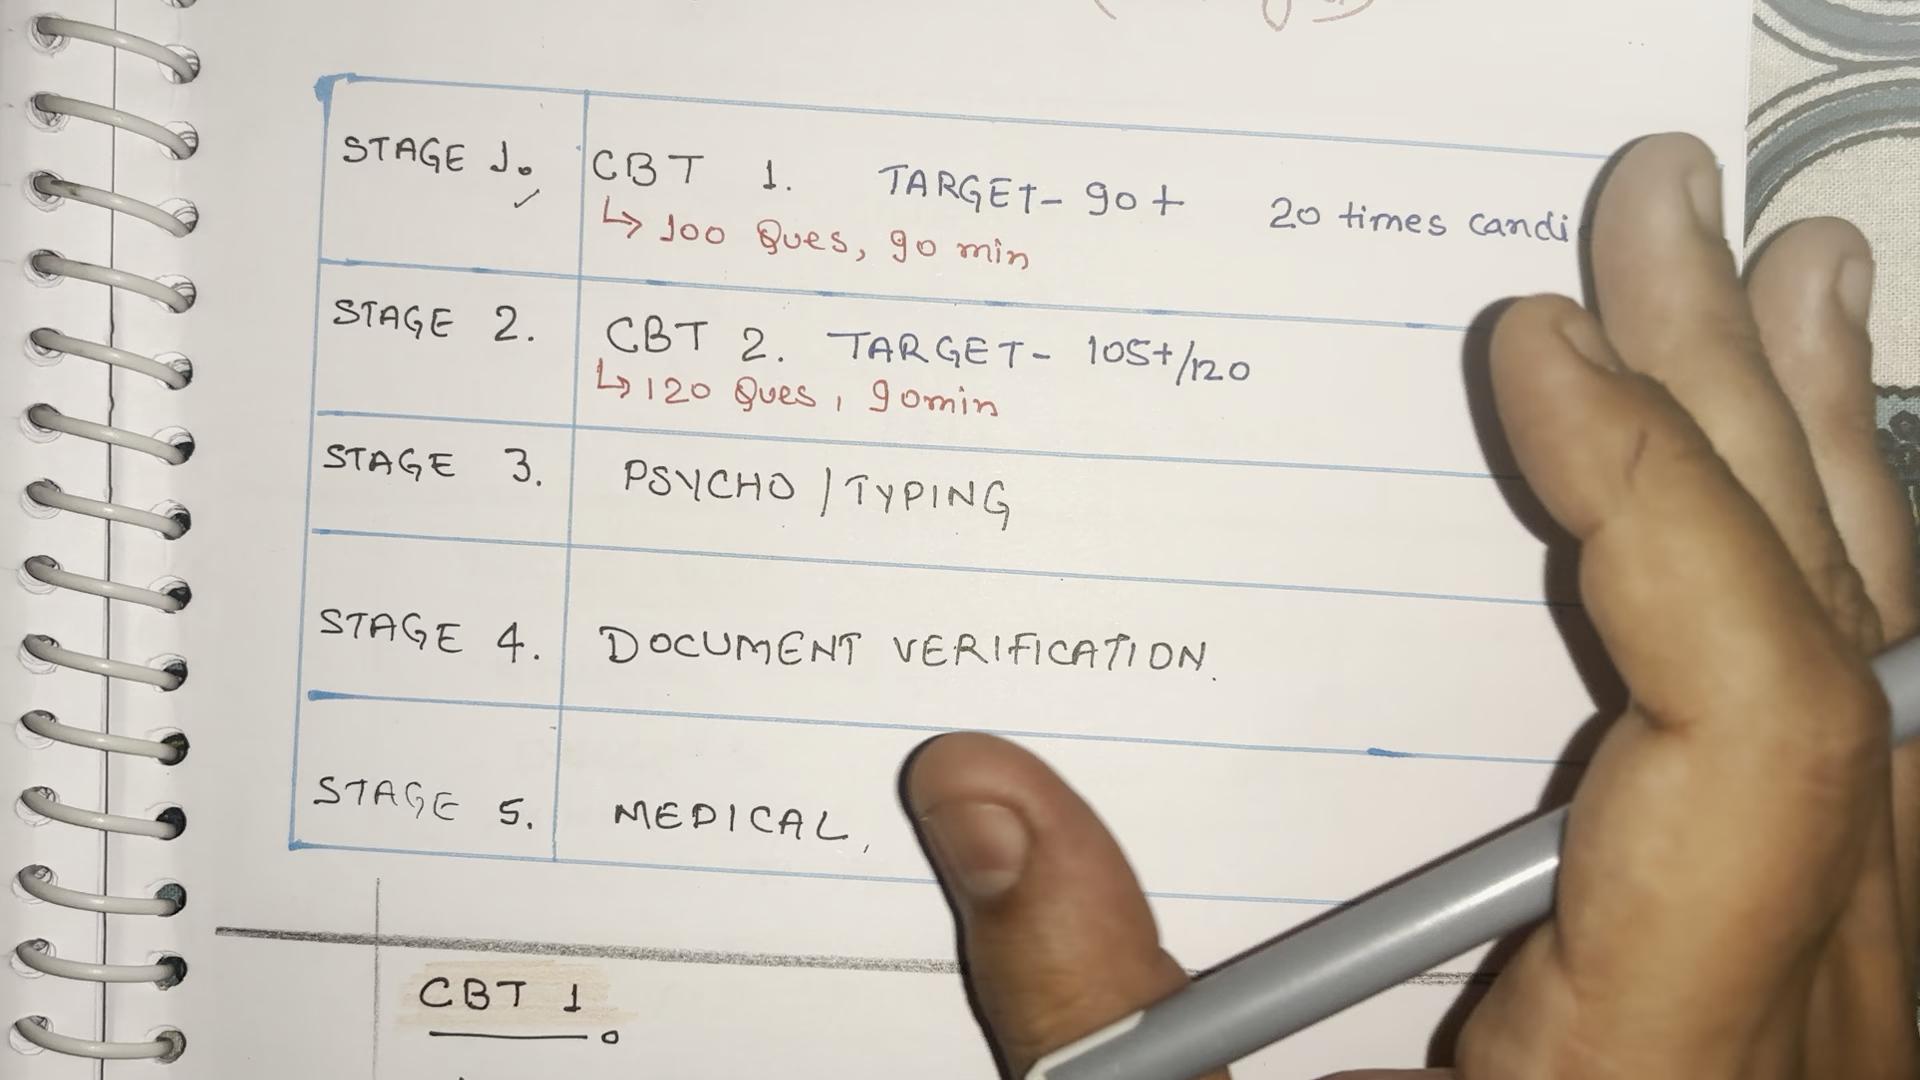 STAGE 1. CBT 1. TARGET- 90+ 20 times candi
↳ 100 Ques, 90 min
STAGE 2. CBT 2. TARGET- 105+/120
↳ 120 Ques, 90min
STAGE 3. PSYCHO / TYPING
STAGE 4. DOCUMENT VERIFICATION.
STAGE 5. MEDICAL,
CBT 1